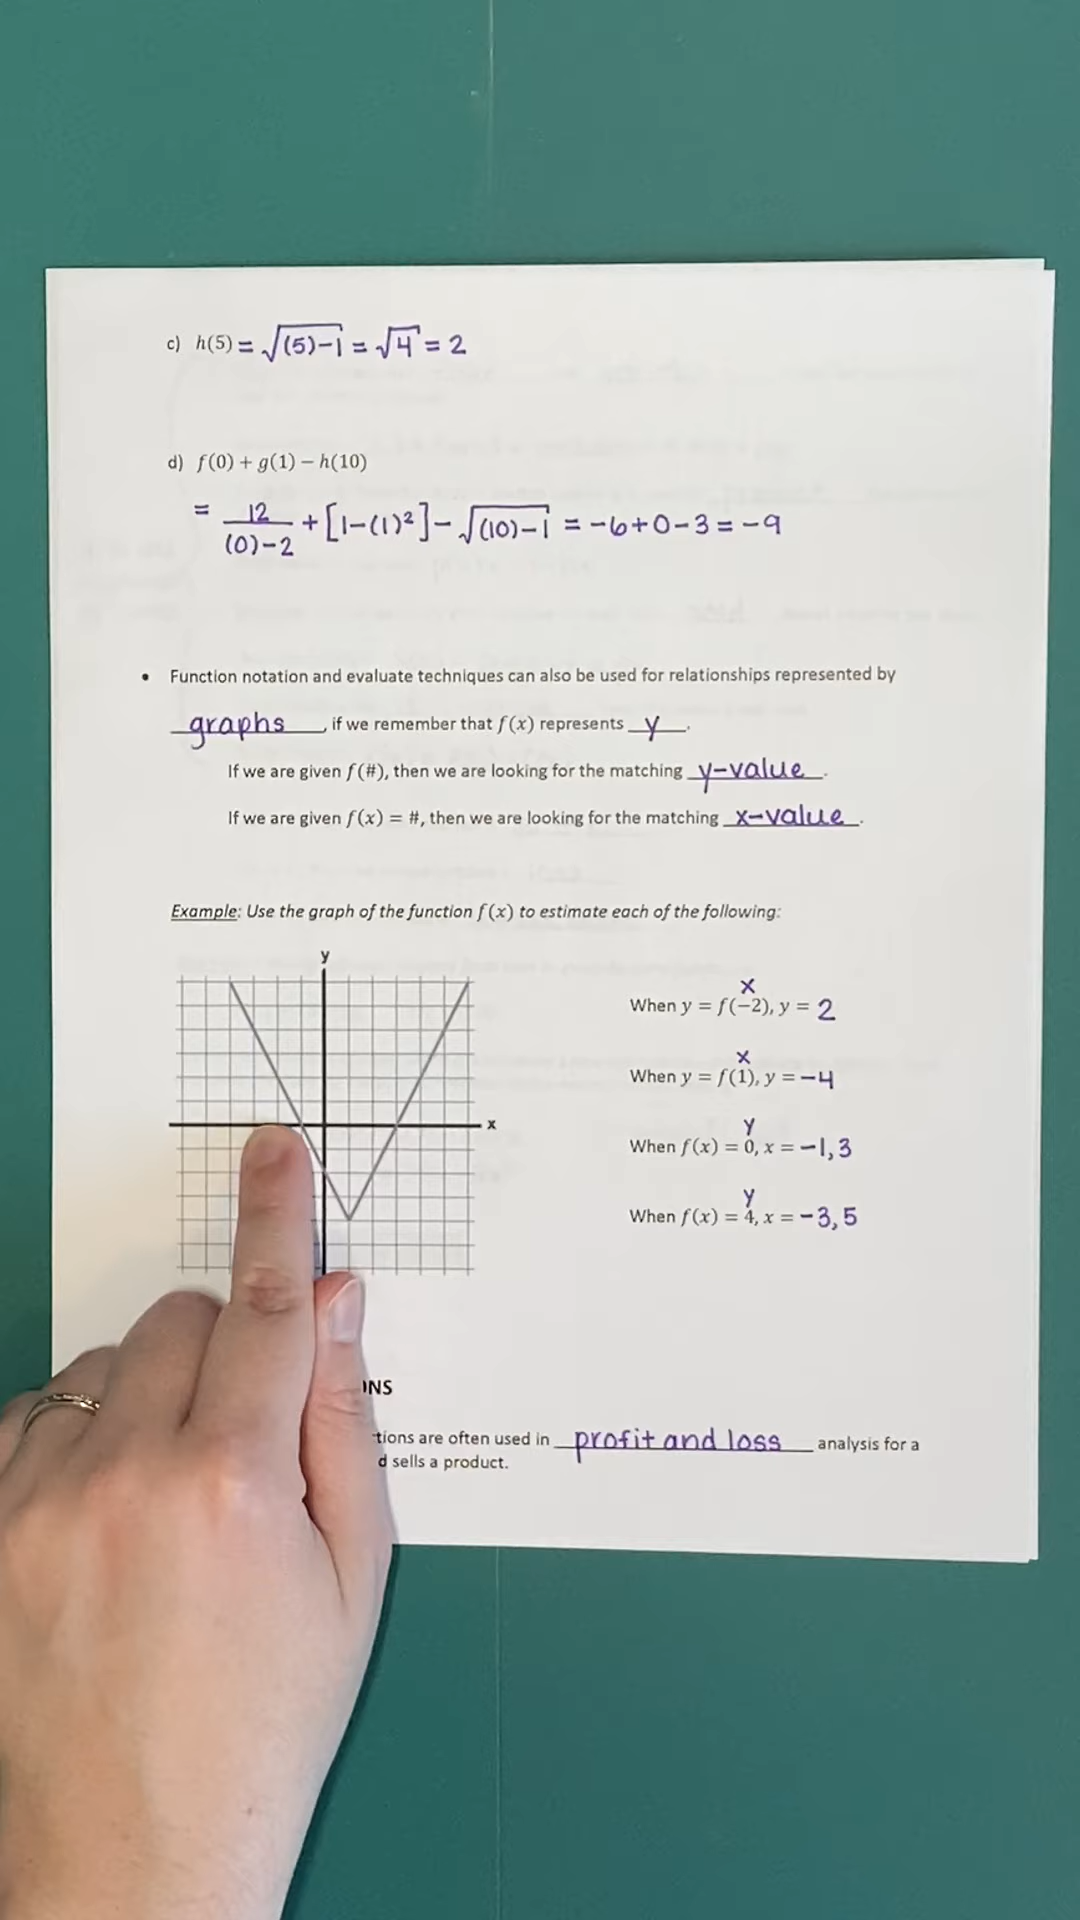 c) h(5) = √(5)-1 = √4 = 2
d) f(0) + g(1) − h(10)
= 12/(0)-2 + [1-(1)²] - √(10)-1 = -6+0-3 = -9
• Function notation and evaluate techniques can also be used for relationships represented by
graphs, if we remember that f(x) represents y.
If we are given f(#), then we are looking for the matching y-value.
If we are given f(x) = #, then we are looking for the matching x-value.
Example: Use the graph of the function f(x) to estimate each of the following:
y
x
x
When y = f(−2), y = 2
x
When y = f(1), y = -4
y
When f(x) = 0, x = -1, 3
y
When f(x) = 4, x = -3, 5
NS
tions are often used in profit and loss analysis for a
d sells a product.